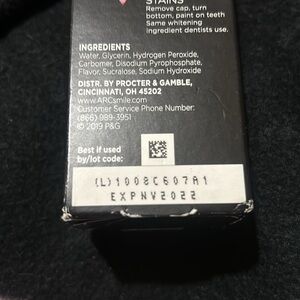 STAINS
Remove cap, turn
bottom, paint on teeth
Same whitening
ingredient dentists use.
INGREDIENTS
Water, Glycerin, Hydrogen Peroxide,
Carbomer, Disodium Pyrophosphate,
Flavor, Sucralose, Sodium Hydroxide
DISTR. BY PROCTER & GAMBLE,
CINCINNATI, OH 45202
www.ARCsmile.com
Customer Service Phone Number:
(866) 989-3951
© 2019 P&G
Best if used
by/lot code:
(L)1008C607A1
EXPNV2022